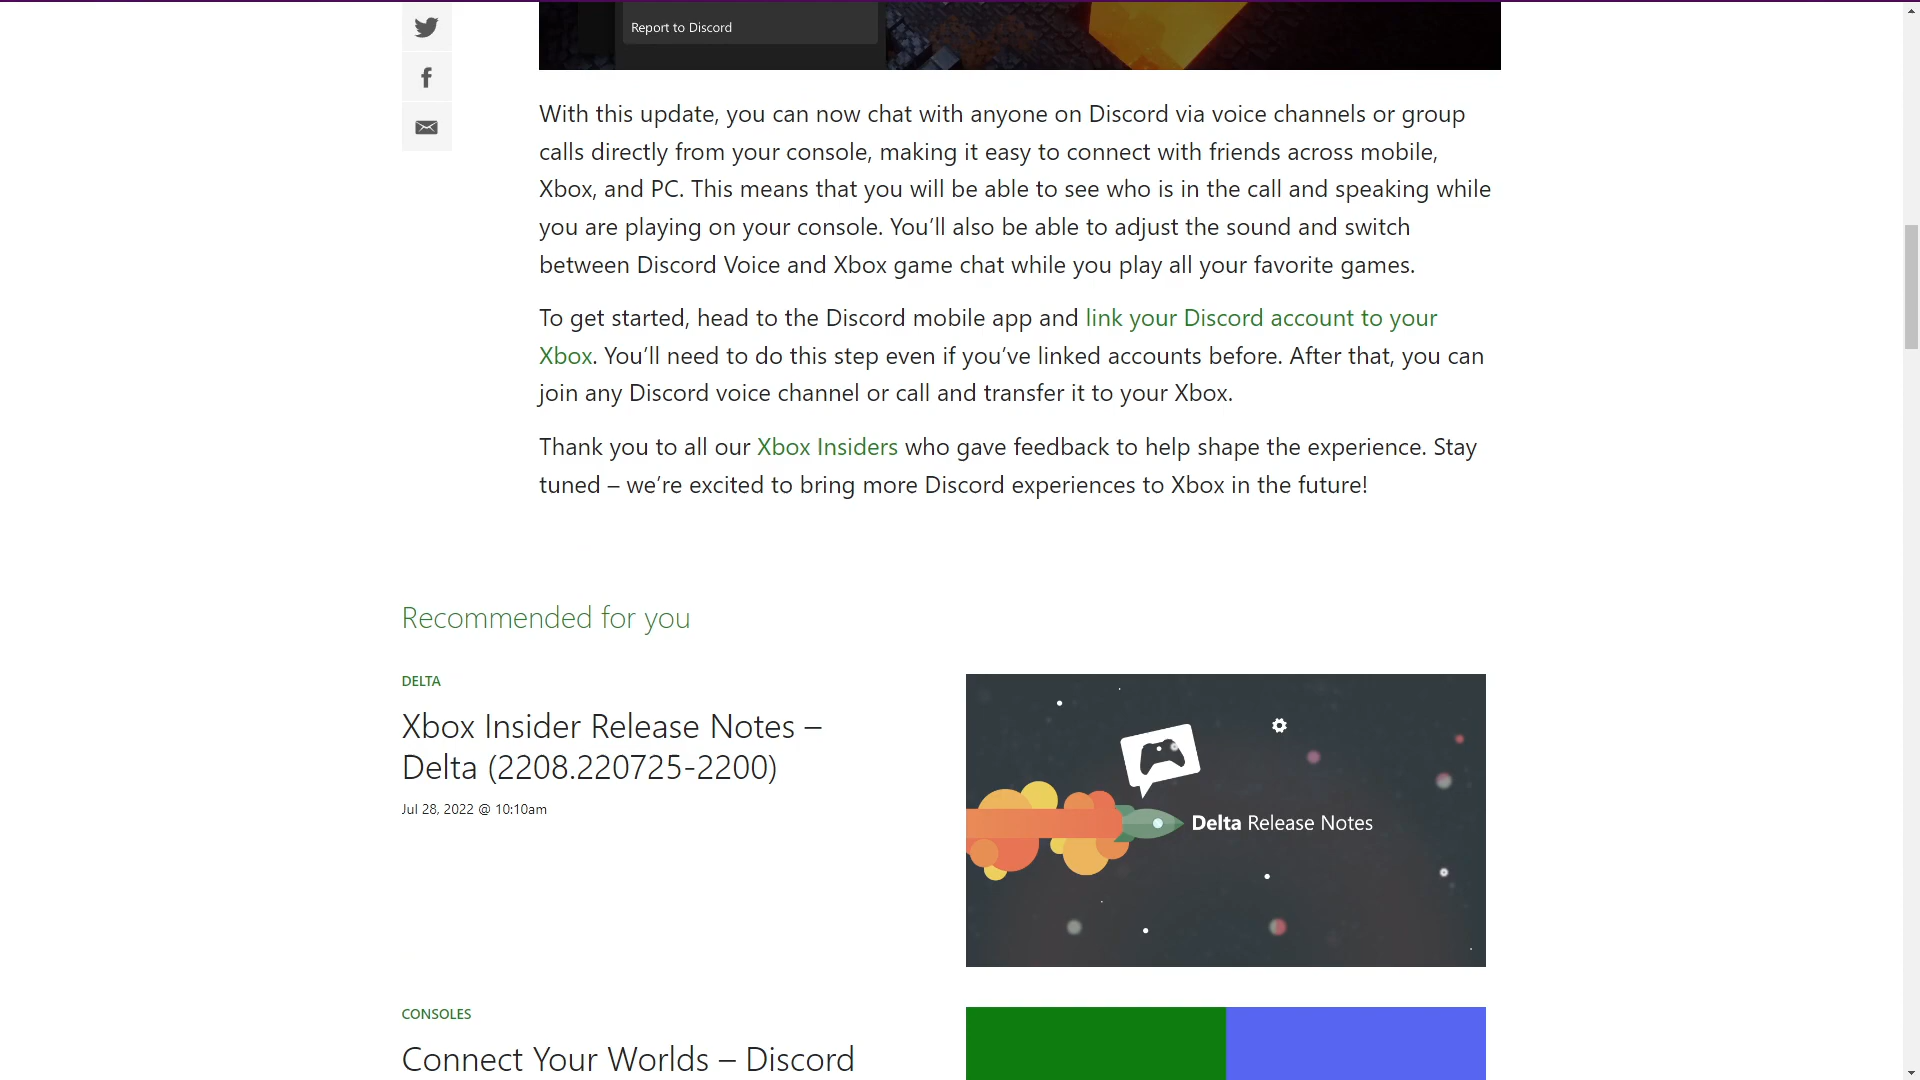 Report to Discord
With this update, you can now chat with anyone on Discord via voice channels or group
calls directly from your console, making it easy to connect with friends across mobile,
Xbox, and PC. This means that you will be able to see who is in the call and speaking while
you are playing on your console. You’ll also be able to adjust the sound and switch
between Discord Voice and Xbox game chat while you play all your favorite games.
To get started, head to the Discord mobile app and link your Discord account to your
Xbox. You’ll need to do this step even if you’ve linked accounts before. After that, you can
join any Discord voice channel or call and transfer it to your Xbox.
Thank you to all our Xbox Insiders who gave feedback to help shape the experience. Stay
tuned – we’re excited to bring more Discord experiences to Xbox in the future!
Recommended for you
DELTA
Xbox Insider Release Notes –
Delta (2208.220725-2200)
Jul 28, 2022 @ 10:10am
Delta Release Notes
CONSOLES
Connect Your Worlds – Discord